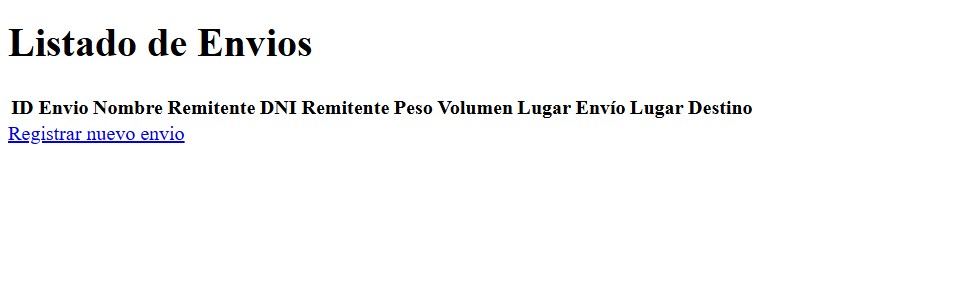 Listado de Envios
ID Envio Nombre Remitente DNI Remitente Peso Volumen Lugar Envío Lugar Destino
Registrar nuevo envio